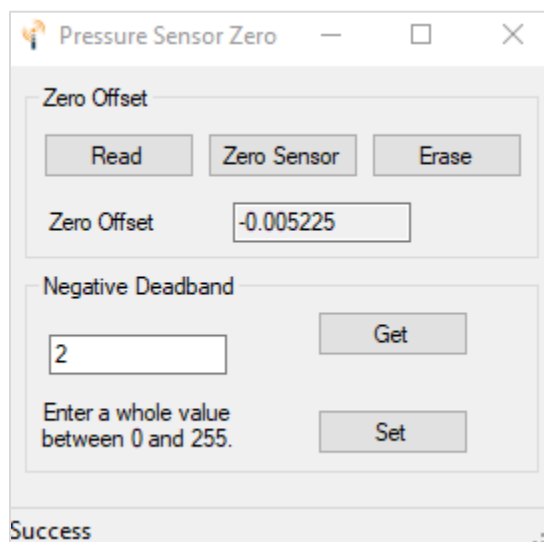 Pressure Sensor Zero
Zero Offset
Read Zero Sensor Erase
Zero Offset -0.005225
Negative Deadband
Get
2
Enter a whole value
between 0 and 255.
Set
Success